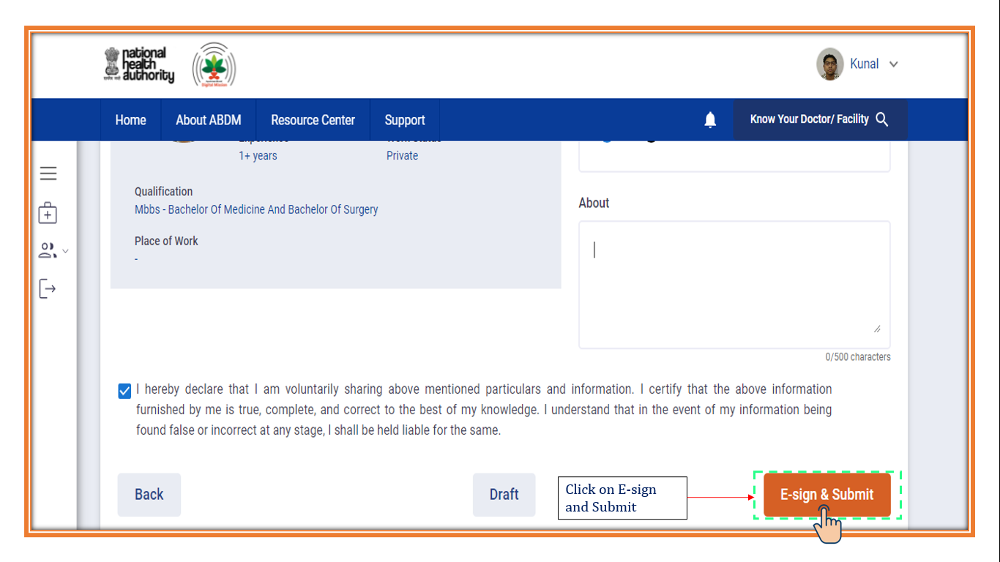 national
health
authority
Digital Mission
Kunal
Home
About ABDM
Resource Center
Support
Know Your Doctor/ Facility
1+ years
Private
Qualification
Mbbs - Bachelor Of Medicine And Bachelor Of Surgery
Place of Work
-
About
0/500 characters
I hereby declare that I am voluntarily sharing above mentioned particulars and information. I certify that the above information
furnished by me is true, complete, and correct to the best of my knowledge. I understand that in the event of my information being
found false or incorrect at any stage, I shall be held liable for the same.
Back
Draft
Click on E-sign
and Submit
E-sign & Submit